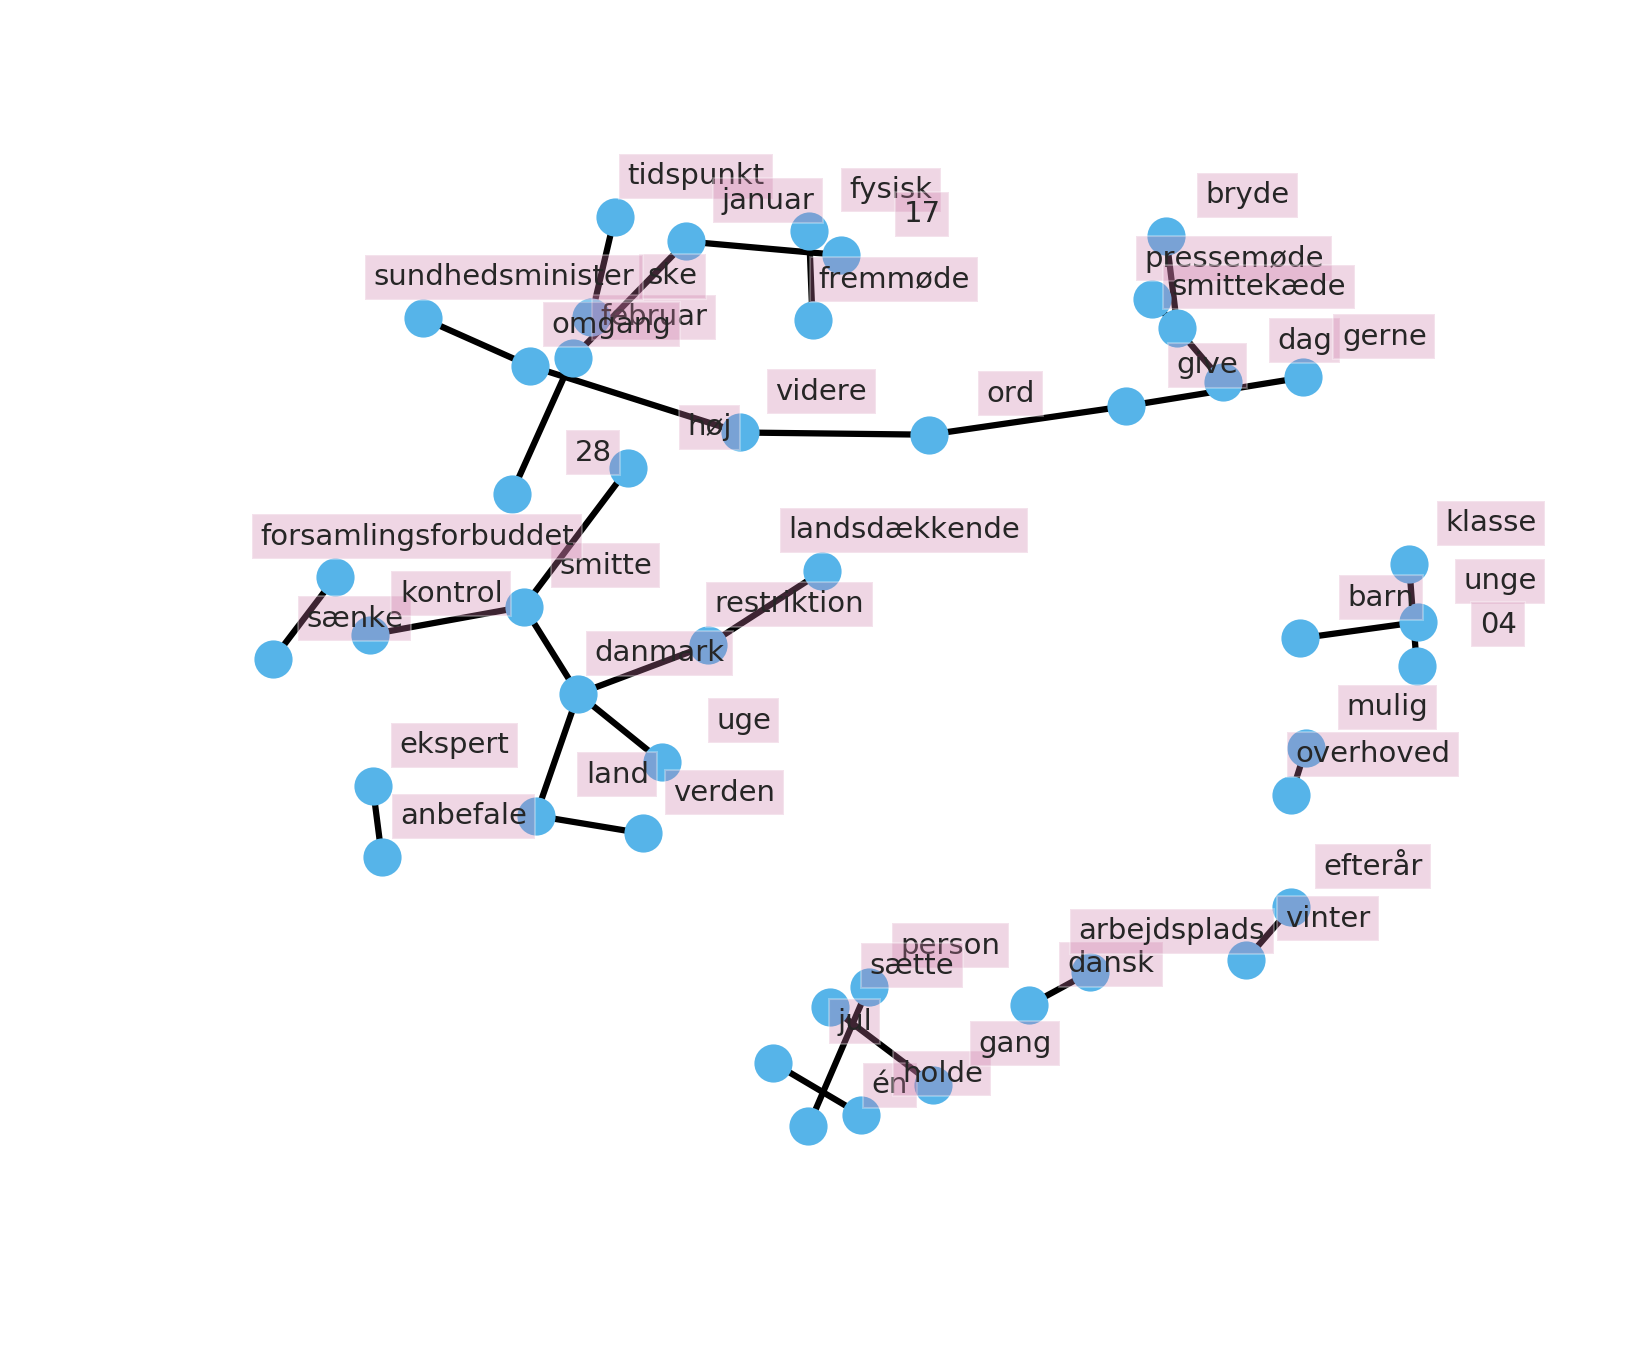 tidspunkt
januar
fysisk
17
bryde
sundhedsminister
ske
fremmøde
pressemøde
smittekæde
februar
omgang
dag
gerne
give
videre
ord
høj
28
forsamlingsforbuddet
landsdækkende
klasse
smitte
kontrol
sænke
restriktion
unge
barn
04
danmark
uge
mulig
ekspert
land
verden
overhoved
anbefale
efterår
vinter
arbejdsplads
dansk
person
sætte
jul
gang
én
holde